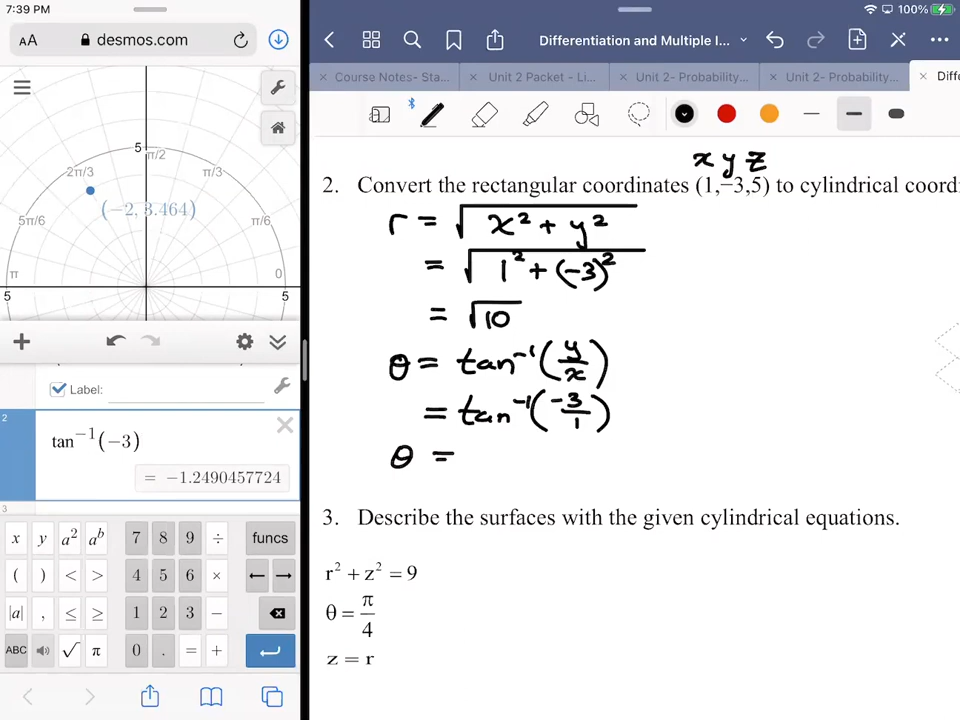 7:39 PM
100%
AA desmos.com
Differentiation and Multiple I...
Course Notes- Sta...
Unit 2 Packet - Li...
Unit 2- Probability...
Unit 2- Probability...
Diffe
5
π/2
2π/3
π/3
(−2, 3.464)
5π/6
π/6
π
0
5
5
Label:
2
tan⁻¹(−3)
= −1.2490457724
3
x y a² aᵇ 7 8 9 ÷ funcs
( ) < > 4 5 6 × ← →
|a| , ≤ ≥ 1 2 3 −
ABC √ π 0 . = +
x y z
2. Convert the rectangular coordinates (1,−3,5) to cylindrical coord
r = √(x² + y²)
= √(1² + (−3)²)
= √10
θ = tan⁻¹(y/x)
= tan⁻¹(−3/1)
θ =
3. Describe the surfaces with the given cylindrical equations.
r² + z² = 9
θ = π/4
z = r